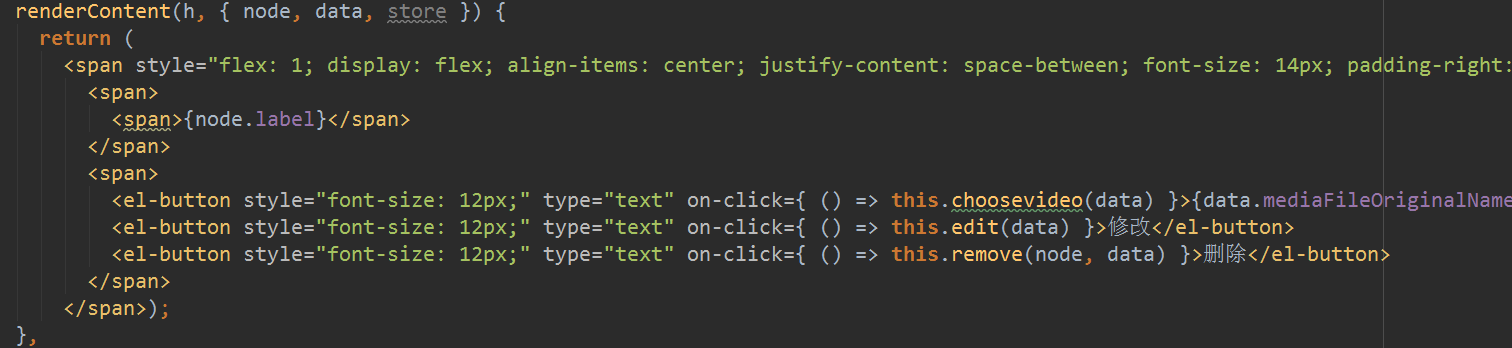 renderContent(h, { node, data, store }) {
return (
<span style="flex: 1; display: flex; align-items: center; justify-content: space-between; font-size: 14px; padding-right:
<span>
<span>{node.label}</span>
</span>
<span>
<el-button style="font-size: 12px;" type="text" on-click={ () => this.choosevideo(data) }>{data.mediaFileOriginalName
<el-button style="font-size: 12px;" type="text" on-click={ () => this.edit(data) }>修改</el-button>
<el-button style="font-size: 12px;" type="text" on-click={ () => this.remove(node, data) }>删除</el-button>
</span>
</span>);
},